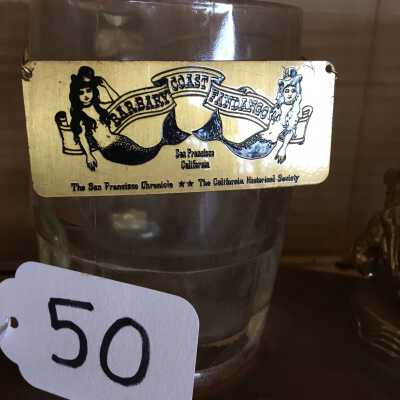 BARBARY COAST FANDANGO
San Francisco
California
The San Francisco Chronicle ★★ The California Historical Society
50